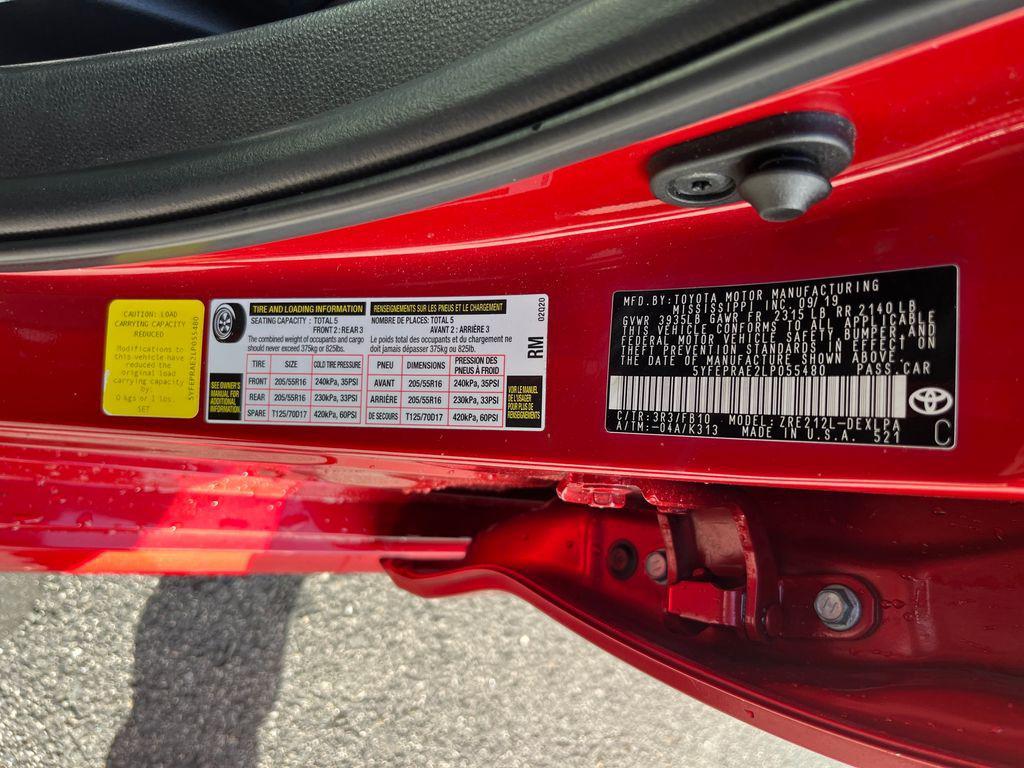 CAUTION: LOAD
CARRYING CAPACITY
REDUCED
Modifications to
this vehicle have
reduced the
original load
carrying capacity
by:
0 kgs or 1 lbs.
SET
5YFEPRAE2LP055480
TIRE AND LOADING INFORMATION
SEATING CAPACITY : TOTAL 5
FRONT 2 : REAR 3
The combined weight of occupants and cargo
should never exceed 375kg or 825lb.
RENSEIGNEMENTS SUR LES PNEUS ET LE CHARGEMENT
NOMBRE DE PLACES: TOTAL 5
AVANT 2 : ARRIÈRE 3
Le poids total des occupants et du chargement ne
doit jamais dépasser 375kg ou 825lb.
SEE OWNER'S
MANUAL FOR
ADDITIONAL
INFORMATION
TIRE SIZE COLD TIRE PRESSURE
FRONT 205/55R16 240kPa, 35PSI
REAR 205/55R16 230kPa, 33PSI
SPARE T125/70D17 420kPa, 60PSI
PNEU DIMENSIONS PRESSION DES PNEUS À FROID
AVANT 205/55R16 240kPa, 35PSI
ARRIÈRE 205/55R16 230kPa, 33PSI
DE SECOURS T125/70D17 420kPa, 60PSI
VOIR LE MANUEL
DE L'USAGER
POUR PLUS DE
RENSEIGNEMENTS
02Q20
RM
MFD.BY:TOYOTA MOTOR MANUFACTURING
MISSISSIPPI, INC. 09/19
GVWR 3935LB GAWR FR 2315 LB RR 2140 LB
THIS VEHICLE CONFORMS TO ALL APPLICABLE
FEDERAL MOTOR VEHICLE SAFETY, BUMPER AND
THEFT PREVENTION STANDARDS IN EFFECT ON
THE DATE OF MANUFACTURE SHOWN ABOVE.
5YFEPRAE2LP055480 PASS.CAR
C/TR:3R3/FB10 MODEL: ZRE212L-DEXLPA
A/TM:-04A/K313 MADE IN U.S.A. 521
C